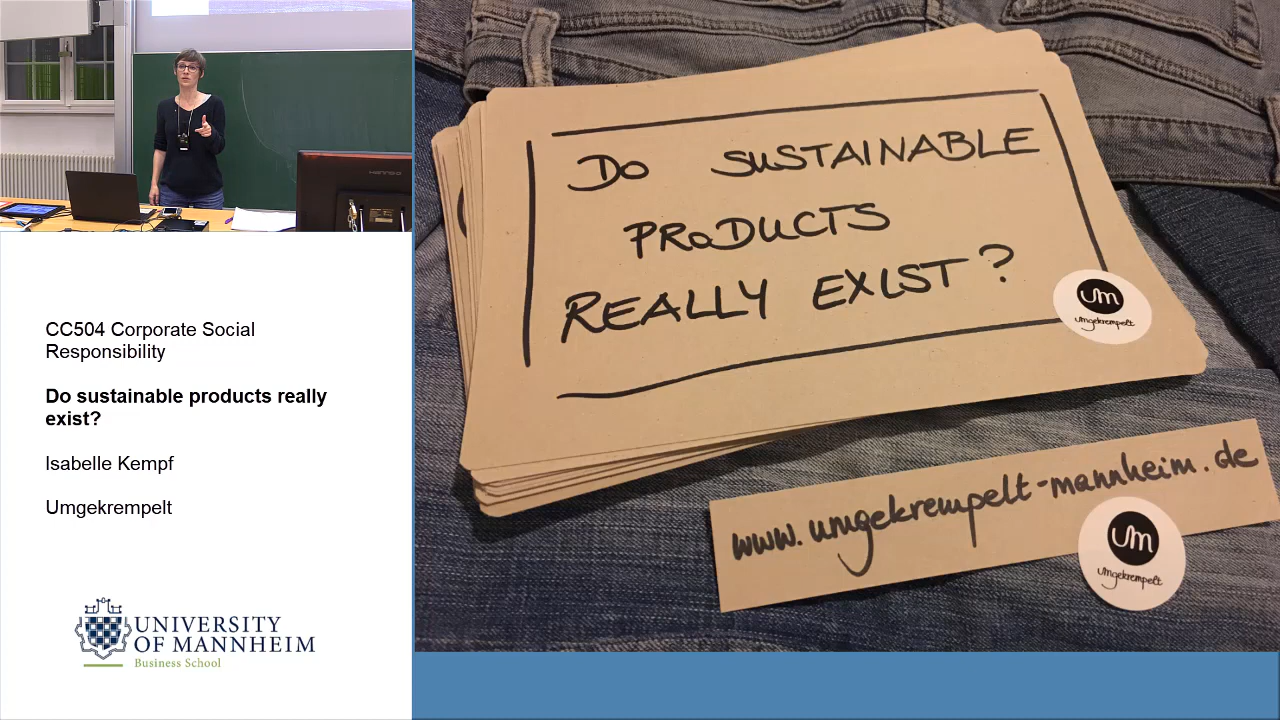 CC504 Corporate Social
Responsibility
Do sustainable products really
exist?
Isabelle Kempf
Umgekrempelt
UNIVERSITY
OF MANNHEIM
Business School
DO SUSTAINABLE
PRODUCTS
REALLY EXIST?
um
umgekrempelt
www.umgekrempelt-mannheim.de
um
umgekrempelt